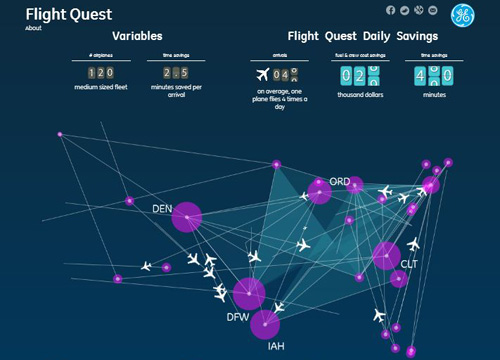 Flight Quest
About
Variables
Flight Quest Daily Savings
# airplanes
time savings
arrivals
fuel & crew cost savings
time savings
120
2.5
04
02
4
medium sized fleet
minutes saved per
arrival
on average, one
plane flies 4 times a
day
thousand dollars
minutes
ORD
DEN
CLT
DFW
IAH